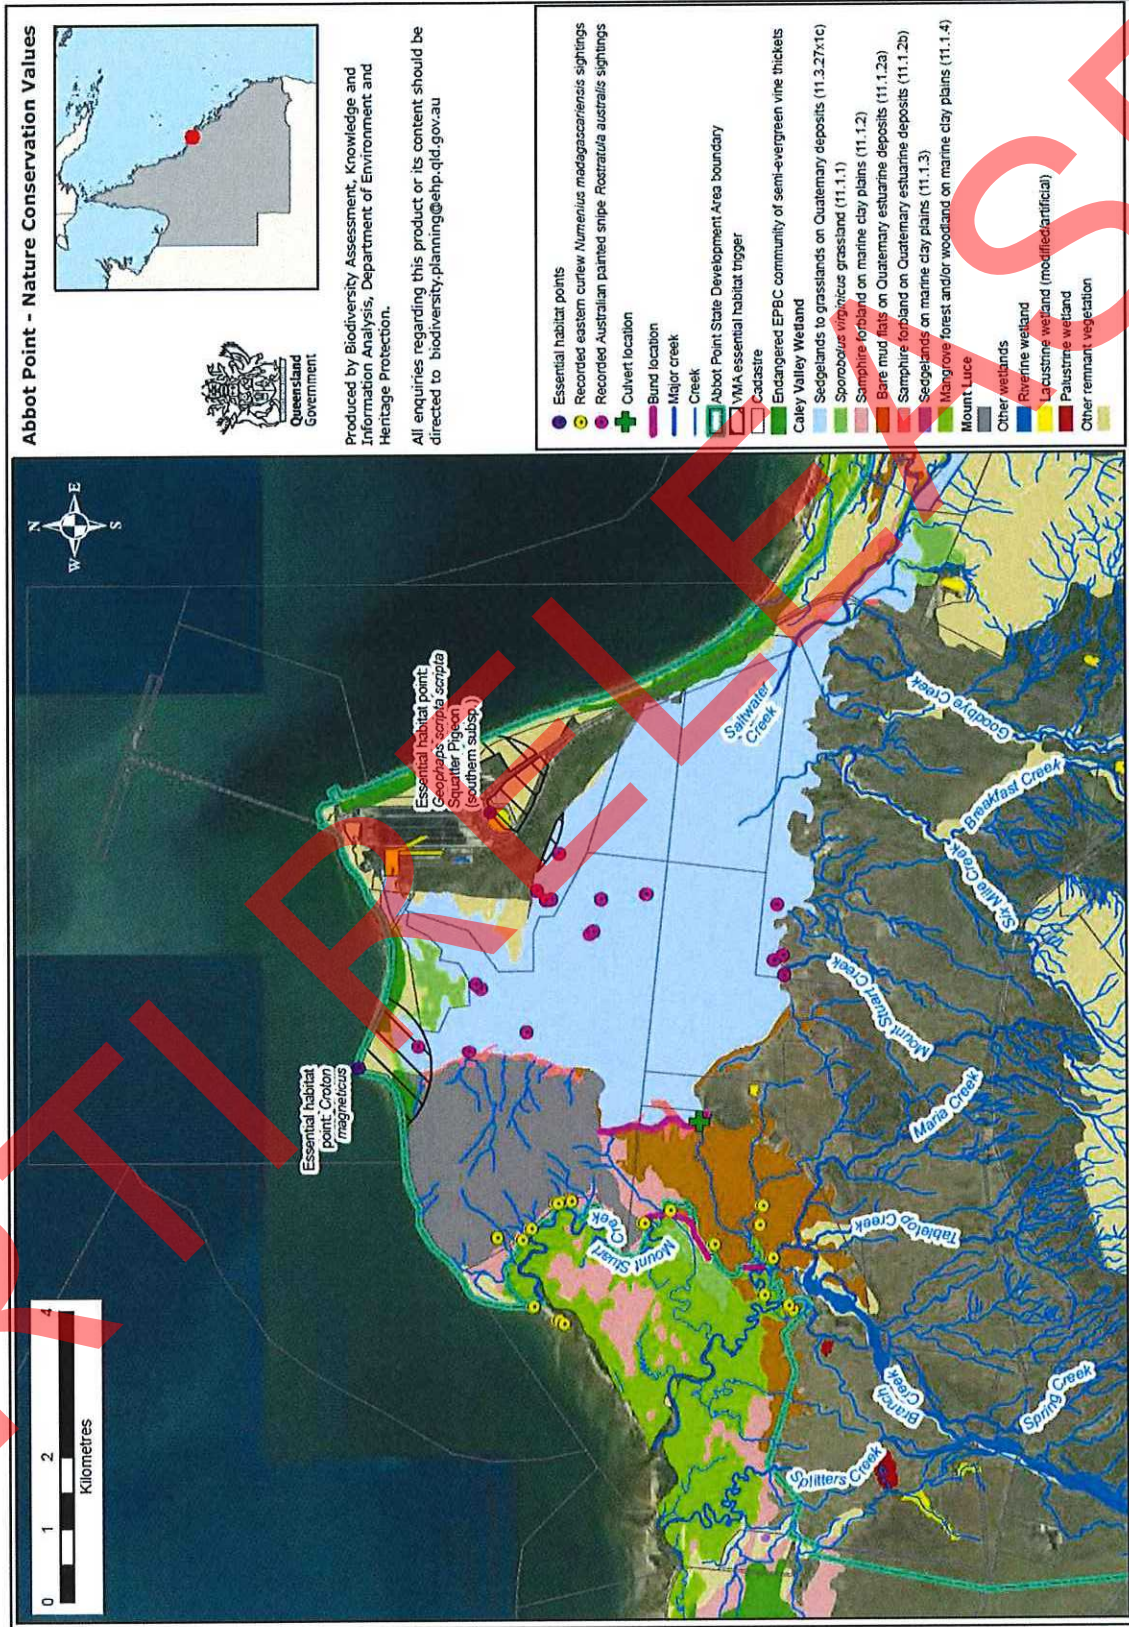 Abbot Point - Nature Conservation Values
Queensland
Government
Produced by Biodiversity Assessment, Knowledge and
Information Analysis, Department of Environment and
Heritage Protection.
All enquiries regarding this product or its content should be
directed to biodiversity.planning@ehp.qld.gov.au
Essential habitat points
Recorded eastern curlew Numenius madagascariensis sightings
Recorded Australian painted snipe Rostratula australis sightings
Culvert location
Bund location
Major creek
Creek
Abbot Point State Development Area boundary
VMA essential habitat trigger
Cadastre
Endangered EPBC community of semi-evergreen vine thickets
Caley Valley Wetland
Sedgelands to grasslands on Quaternary deposits (11.3.27x1c)
Sporobolus virginicus grassland (11.1.1)
Samphire forbland on marine clay plains (11.1.2)
Bare mud flats on Quaternary estuarine deposits (11.1.2a)
Samphire forbland on Quaternary estuarine deposits (11.1.2b)
Sedgelands on marine clay plains (11.1.3)
Mangrove forest and/or woodland on marine clay plains (11.1.4)
Mount Luce
Other wetlands
Riverine wetland
Lacustrine wetland (modified/artificial)
Palustrine wetland
Other remnant vegetation
0 1 2 4
Kilometres
N
W E
S
Essential habitat
point: Croton
magneticus
Essential habitat point:
Geophaps scripta scripta
Squatter Pigeon
(southern subsp.)
Saltwater
Creek
Mount Stuart
Creek
Goodbye Creek
Breakfast Creek
Six Mile Creek
Mount Stuart Creek
Maria Creek
Tabletop Creek
Branch
Creek
Splitters Creek
Spring Creek
RTI RELEASE